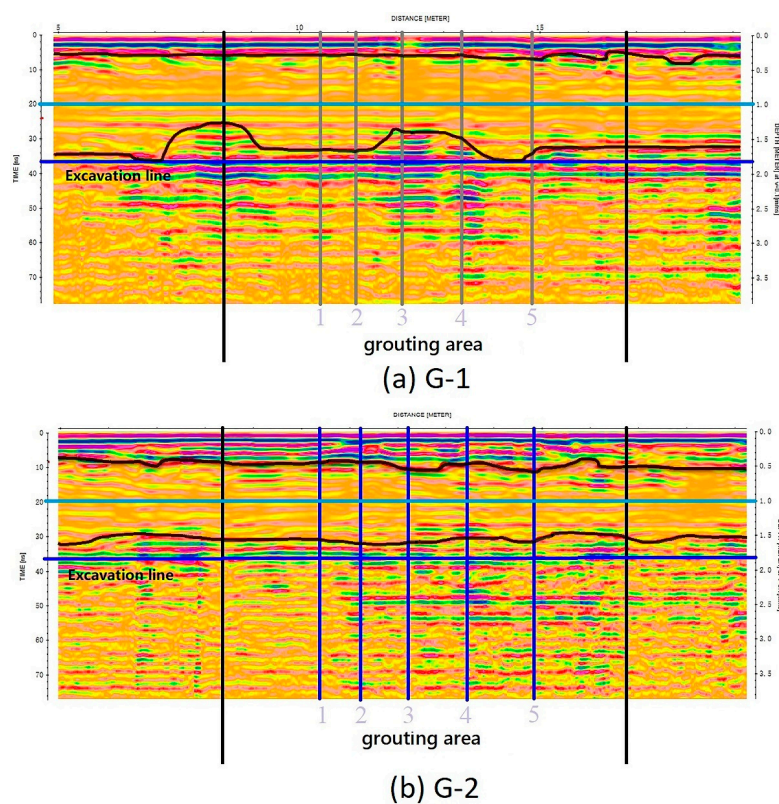 DISTANCE [METER]
5 10 15
0 0.0
10 0.5
20 1.0
30 1.5
40 2.0
50 2.5
60 3.0
70 3.5
TIME [ns]
Excavation line
1 2 3 4 5
grouting area
(a) G-1
DISTANCE [METER]
0 0.0
10 0.5
20 1.0
30 1.5
40 2.0
50 2.5
60 3.0
70 3.5
TIME [ns]
Excavation line
1 2 3 4 5
grouting area
(b) G-2